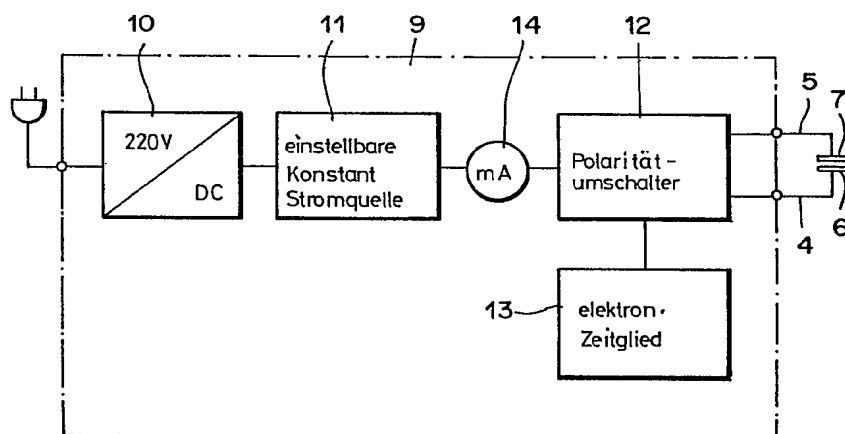 10
11
9
14
12
5
7
220V
DC
einstellbare
Konstant
Stromquelle
mA
Polarität-
umschalter
4
6
13
elektron.
Zeitglied